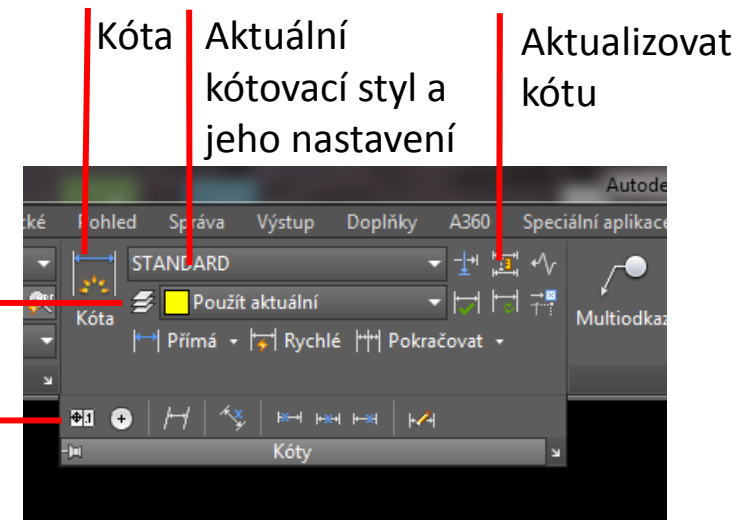 Kóta
Aktuální
kótovací styl a
jeho nastavení
Aktualizovat
kótu
Autode
cké Pohled Správa Výstup Doplňky A360 Speciální aplikace
STANDARD
Použít aktuální
Kóta
Multiodkaz
Přímá Rychlé Pokračovat
Kóty